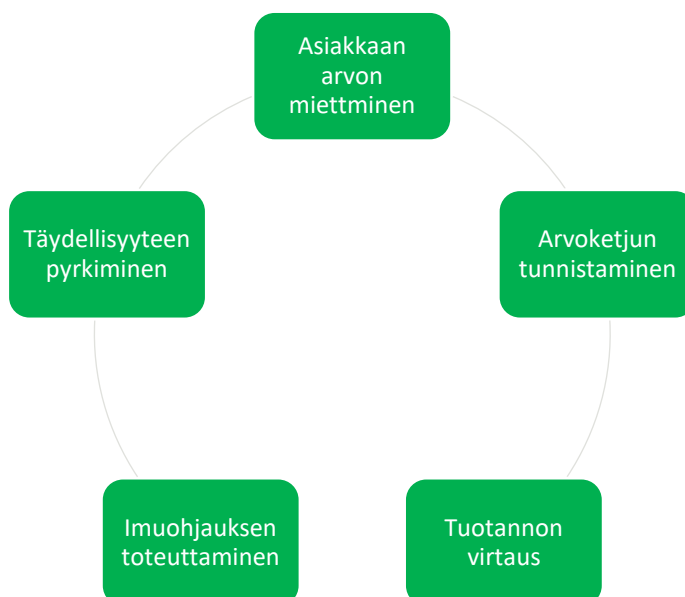 Asiakkaan
arvon
miettminen
Arvoketjun
tunnistaminen
Tuotannon
virtaus
Imuohjauksen
toteuttaminen
Täydellisyyteen
pyrkiminen